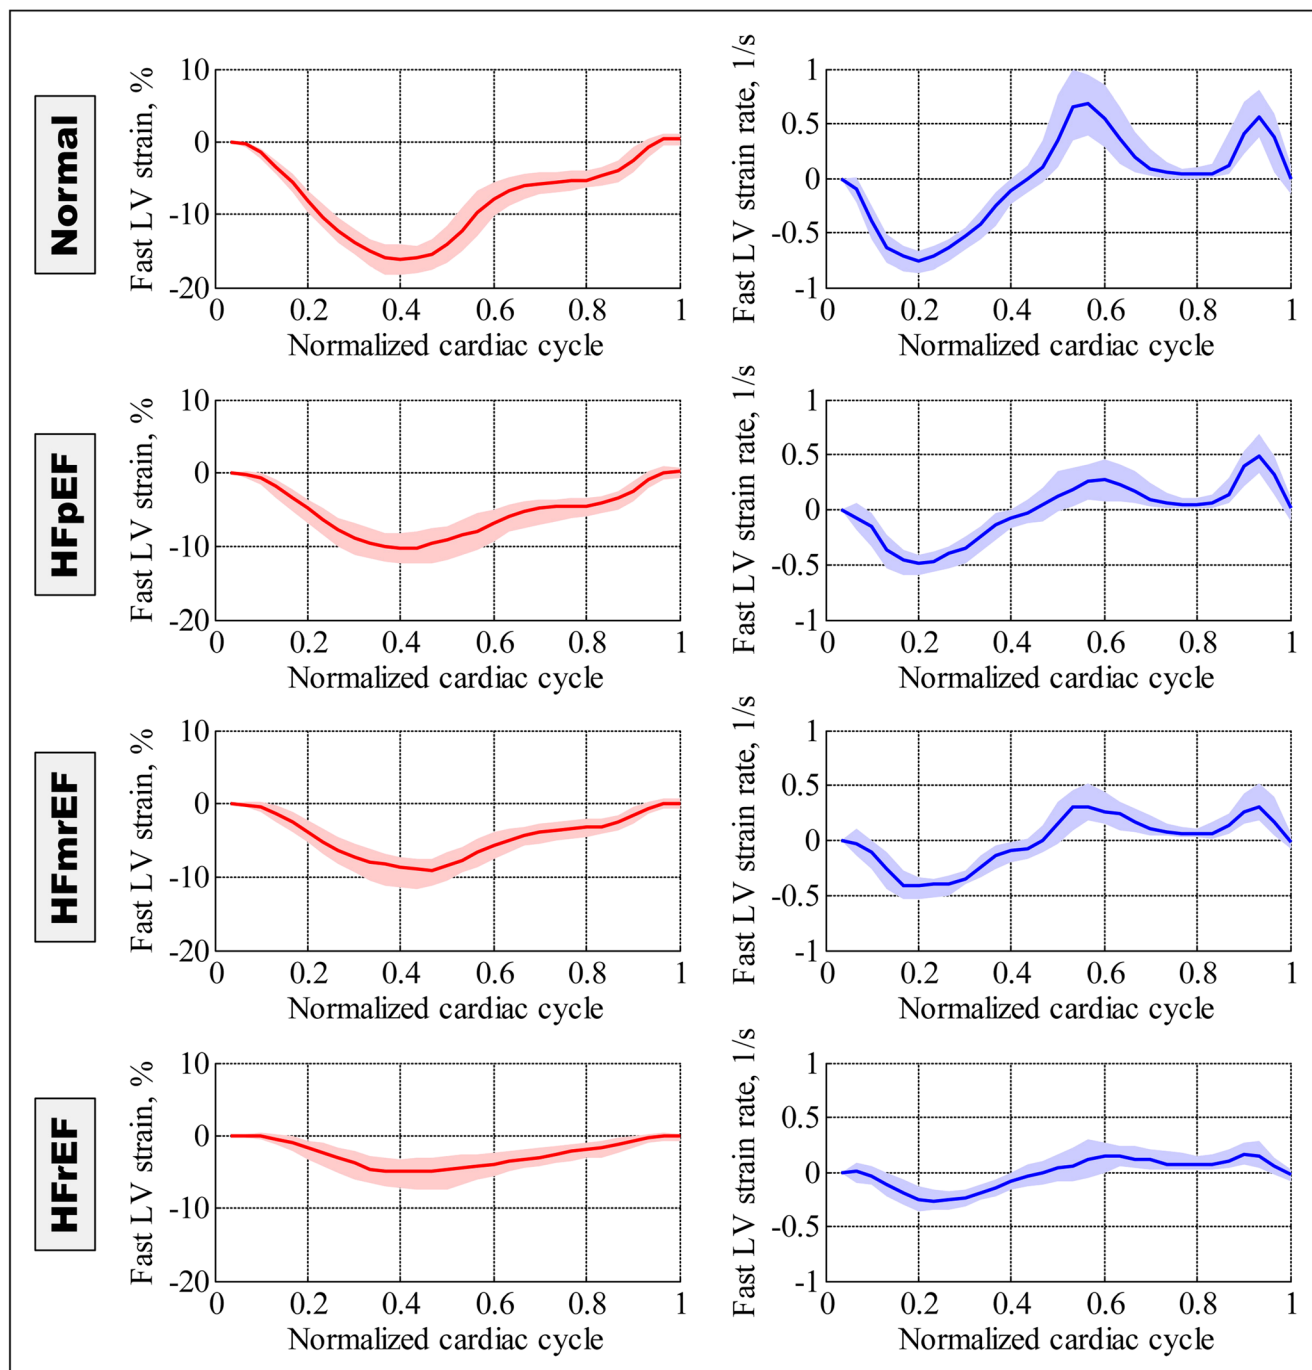 Normal
Fast LV strain, %
10
0
-10
-20
0 0.2 0.4 0.6 0.8 1
Normalized cardiac cycle
Fast LV strain rate, 1/s
1
0.5
0
-0.5
-1
0 0.2 0.4 0.6 0.8 1
Normalized cardiac cycle
HFpEF
Fast LV strain, %
10
0
-10
-20
0 0.2 0.4 0.6 0.8 1
Normalized cardiac cycle
Fast LV strain rate, 1/s
1
0.5
0
-0.5
-1
0 0.2 0.4 0.6 0.8 1
Normalized cardiac cycle
HFmrEF
Fast LV strain, %
10
0
-10
-20
0 0.2 0.4 0.6 0.8 1
Normalized cardiac cycle
Fast LV strain rate, 1/s
1
0.5
0
-0.5
-1
0 0.2 0.4 0.6 0.8 1
Normalized cardiac cycle
HFrEF
Fast LV strain, %
10
0
-10
-20
0 0.2 0.4 0.6 0.8 1
Normalized cardiac cycle
Fast LV strain rate, 1/s
1
0.5
0
-0.5
-1
0 0.2 0.4 0.6 0.8 1
Normalized cardiac cycle